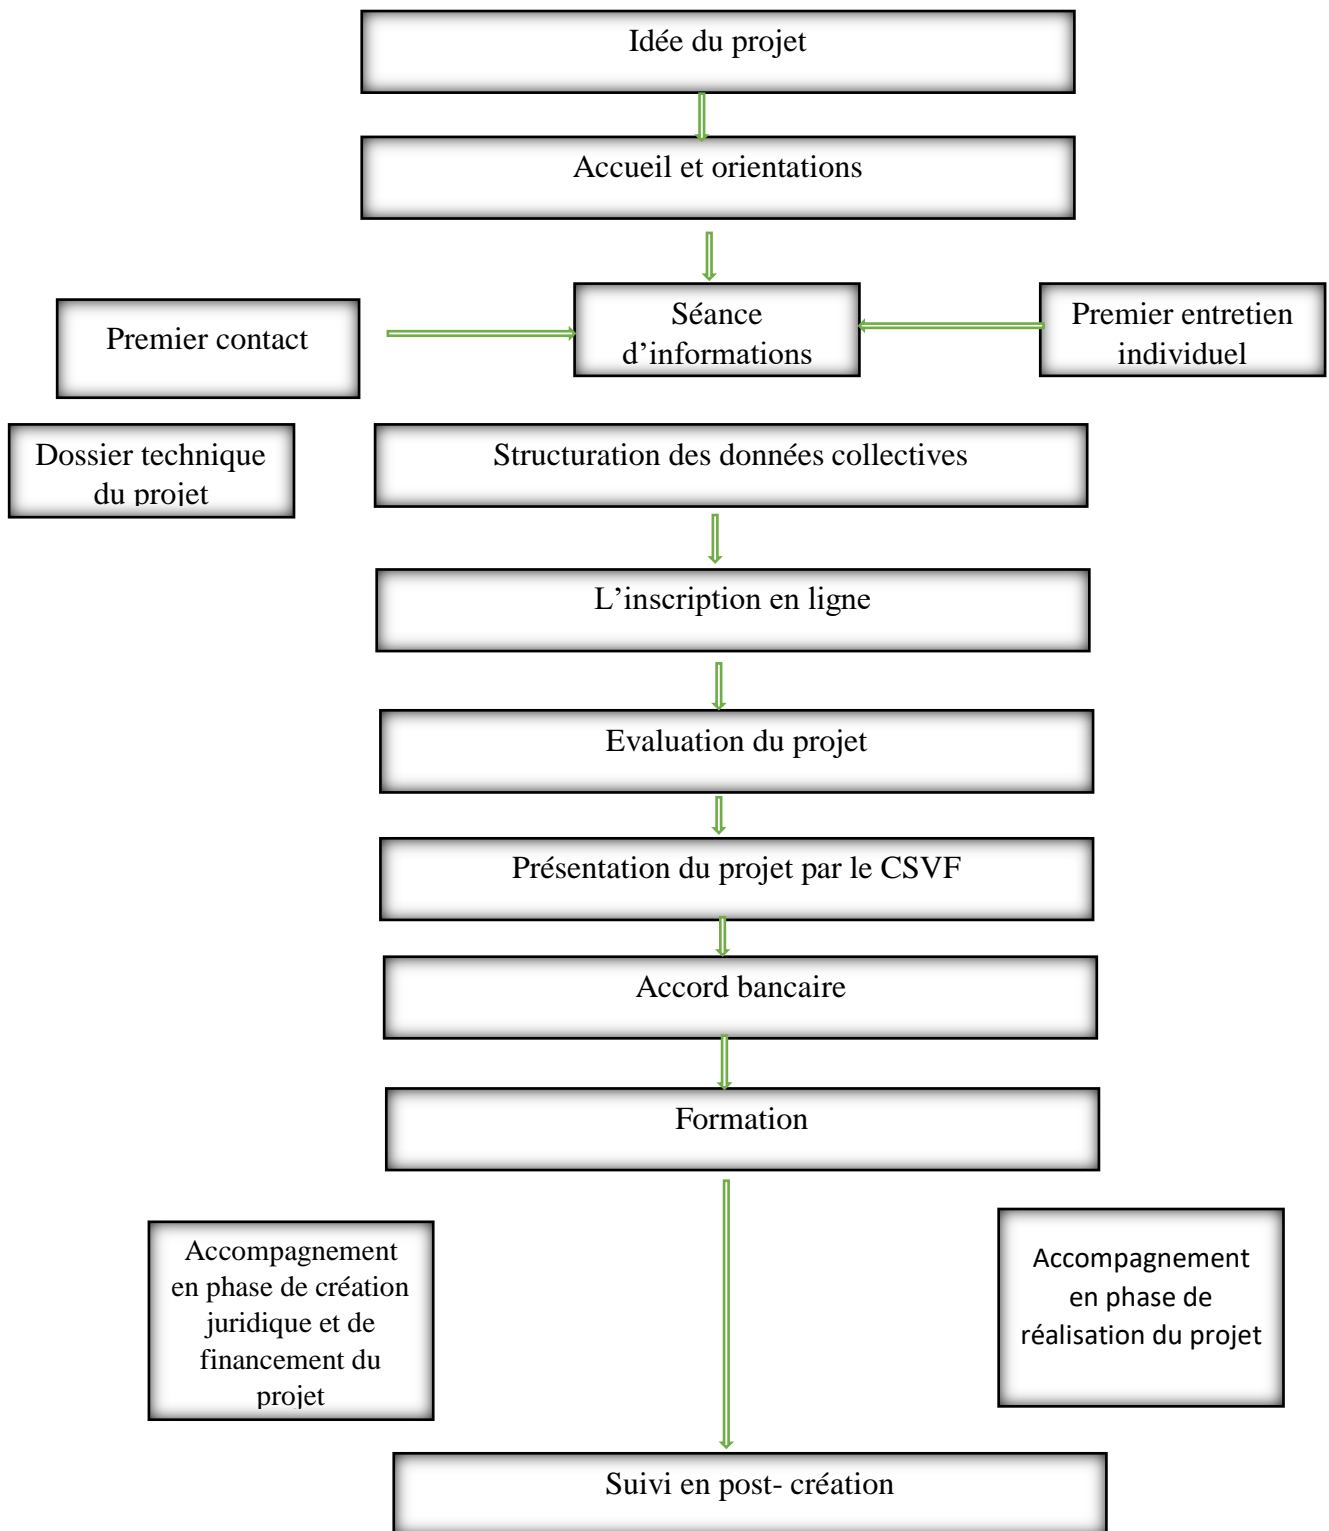 Idée du projet
Accueil et orientations
Premier contact
Séance
d’informations
Premier entretien
individuel
Dossier technique
du projet
Structuration des données collectives
L’inscription en ligne
Evaluation du projet
Présentation du projet par le CSVF
Accord bancaire
Formation
Accompagnement
en phase de création
juridique et de
financement du
projet
Accompagnement
en phase de
réalisation du projet
Suivi en post- création